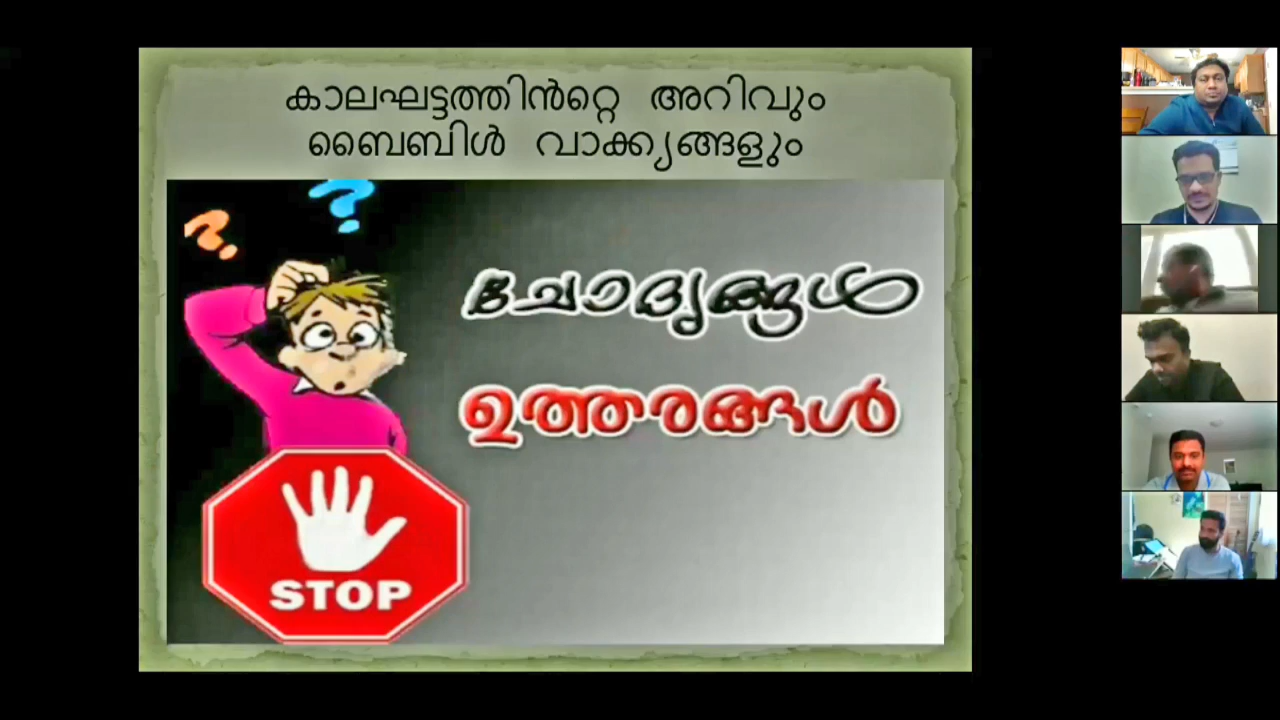 കാലഘട്ടത്തിൻറ്റെ അറിവും
ബൈബിൾ വാക്ക്യങ്ങളും
ചോദ്യങ്ങൾ
ഉത്തരങ്ങൾ
STOP